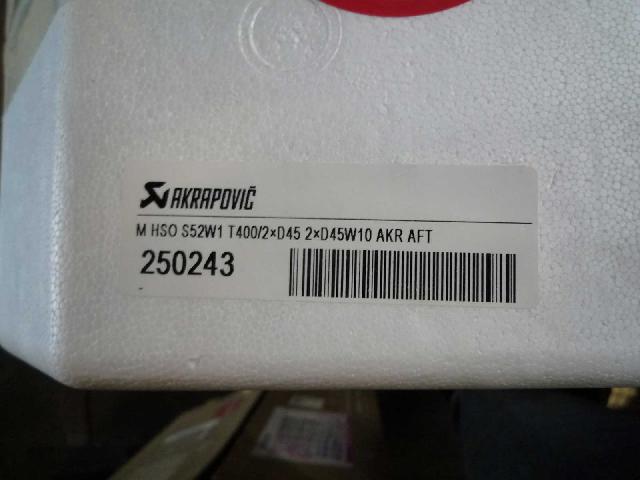 AKRAPOVIČ
M HSO S52W1 T400/2×D45 2×D45W10 AKR AFT
250243
-